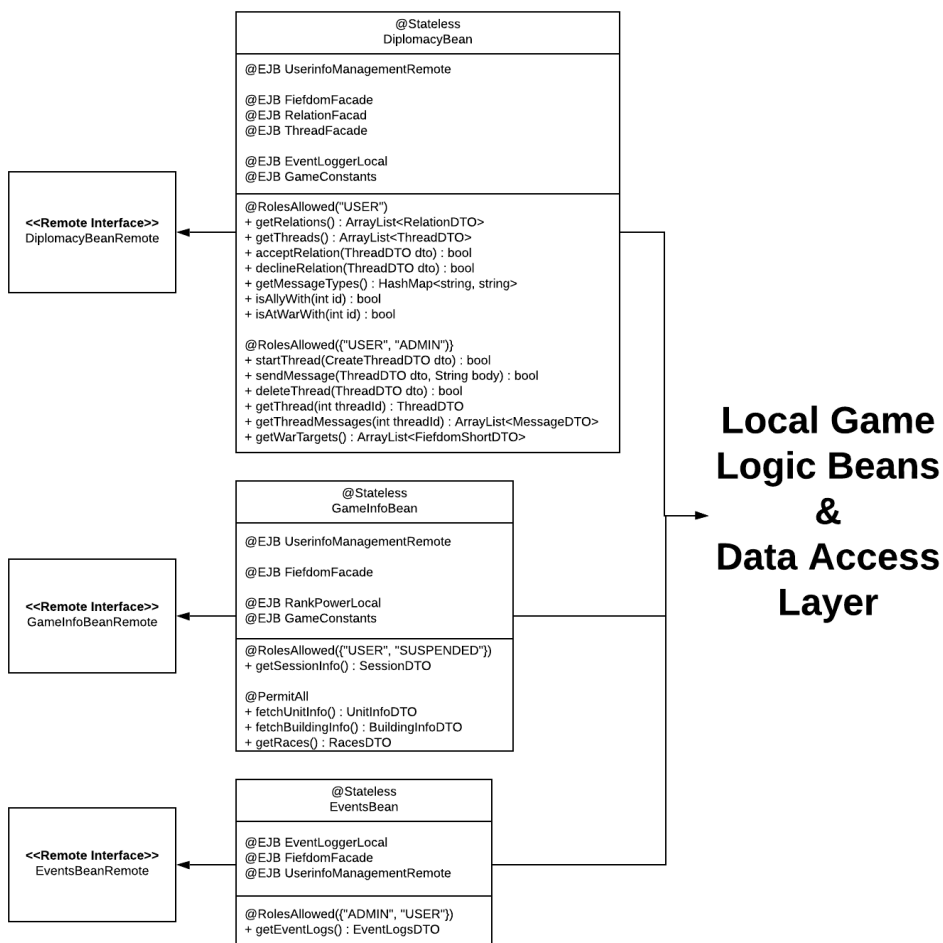 @Stateless
DiplomacyBean
@EJB UserinfoManagementRemote
@EJB FiefdomFacade
@EJB RelationFacad
@EJB ThreadFacade
@EJB EventLoggerLocal
@EJB GameConstants
@RolesAllowed("USER")
+ getRelations() : ArrayList<RelationDTO>
+ getThreads() : ArrayList<ThreadDTO>
+ acceptRelation(ThreadDTO dto) : bool
+ declineRelation(ThreadDTO dto) : bool
+ getMessageTypes() : HashMap<string, string>
+ isAllyWith(int id) : bool
+ isAtWarWith(int id) : bool
@RolesAllowed({"USER", "ADMIN")}
+ startThread(CreateThreadDTO dto) : bool
+ sendMessage(ThreadDTO dto, String body) : bool
+ deleteThread(ThreadDTO dto) : bool
+ getThread(int threadId) : ThreadDTO
+ getThreadMessages(int threadId) : ArrayList<MessageDTO>
+ getWarTargets() : ArrayList<FiefdomShortDTO>
<<Remote Interface>>
DiplomacyBeanRemote
@Stateless
GameInfoBean
@EJB UserinfoManagementRemote
@EJB FiefdomFacade
@EJB RankPowerLocal
@EJB GameConstants
@RolesAllowed({"USER", "SUSPENDED"})
+ getSessionInfo() : SessionDTO
@PermitAll
+ fetchUnitInfo() : UnitInfoDTO
+ fetchBuildingInfo() : BuildingInfoDTO
+ getRaces() : RacesDTO
<<Remote Interface>>
GameInfoBeanRemote
@Stateless
EventsBean
@EJB EventLoggerLocal
@EJB FiefdomFacade
@EJB UserinfoManagementRemote
@RolesAllowed({"ADMIN", "USER"})
+ getEventLogs() : EventLogsDTO
<<Remote Interface>>
EventsBeanRemote
Local Game
Logic Beans
&
Data Access
Layer